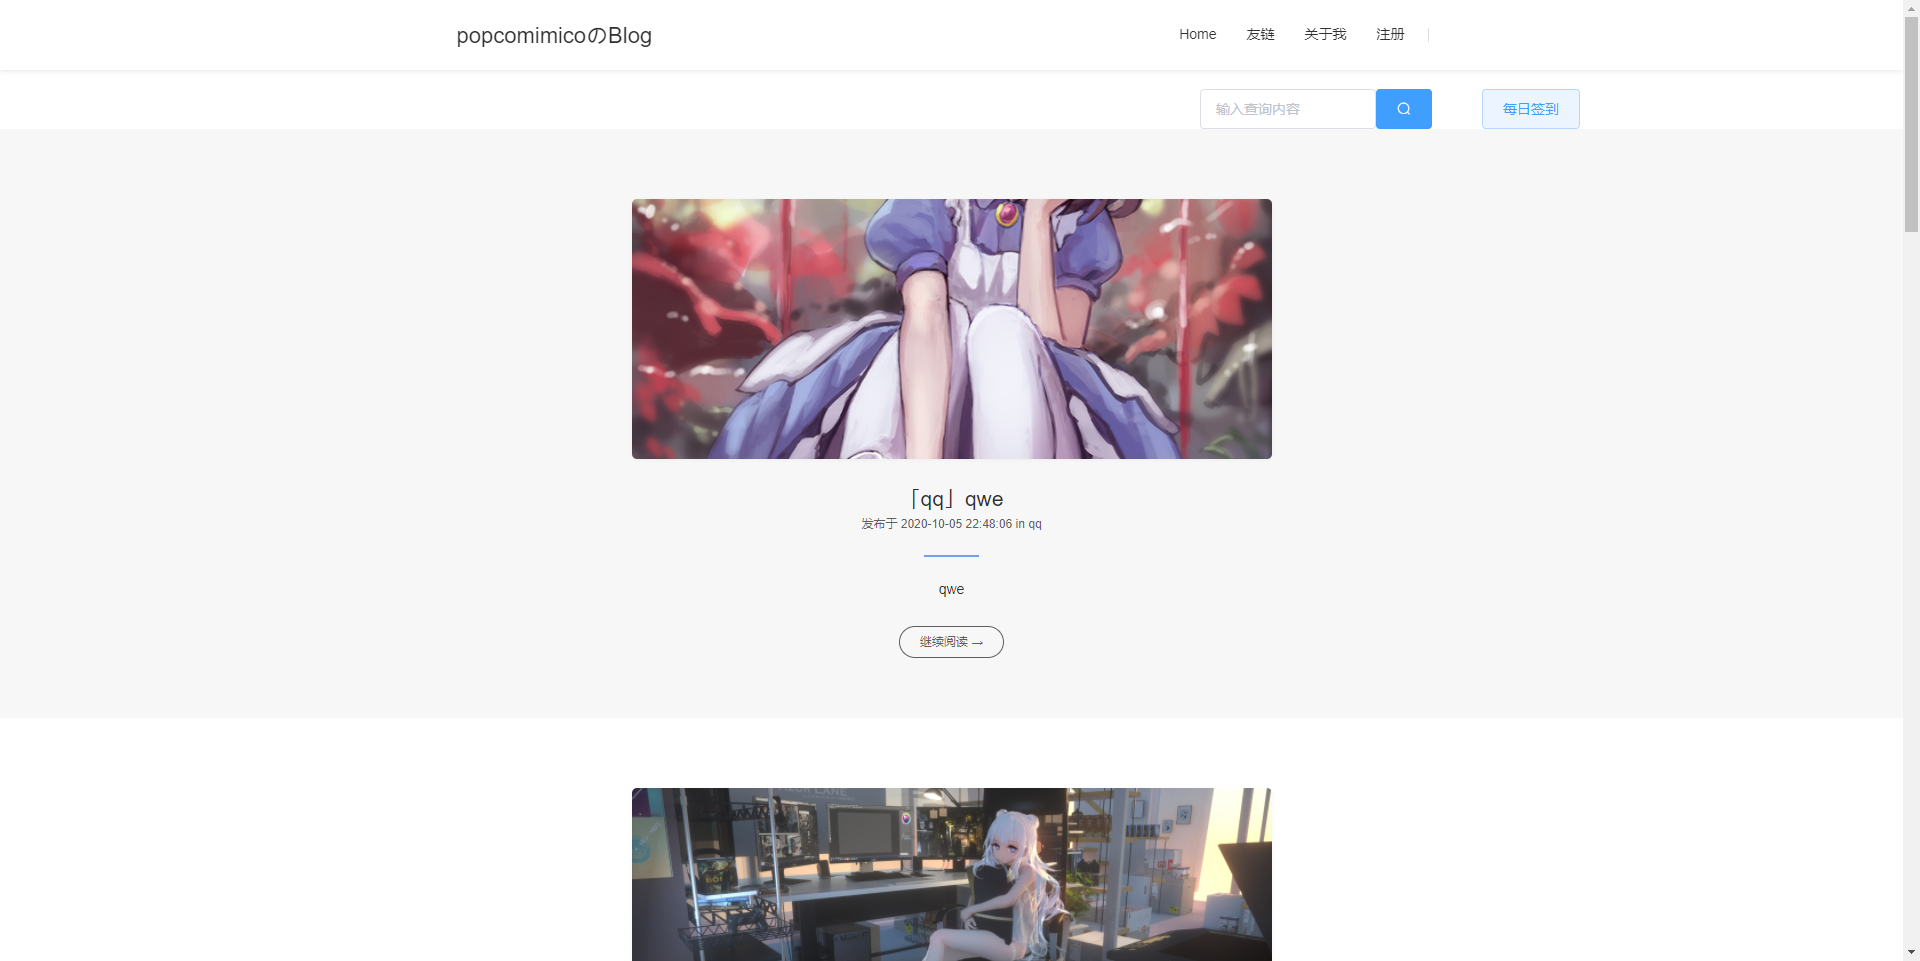 popcomimicoのBlog
Home 友链 关于我 注册
输入查询内容
每日签到
「qq」qwe
发布于 2020-10-05 22:48:06 in qq
qwe
继续阅读 →